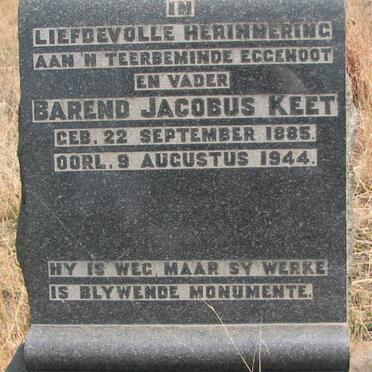 IN
LIEFDEVOLLE HERINNERING
AAN 'N TEERBEMINDE EGGENOOT
EN VADER
BAREND JACOBUS KEET
GEB. 22 SEPTEMBER 1885.
OORL. 9 AUGUSTUS 1944.
HY IS WEG, MAAR SY WERKE
IS BLYWENDE MONUMENTE.